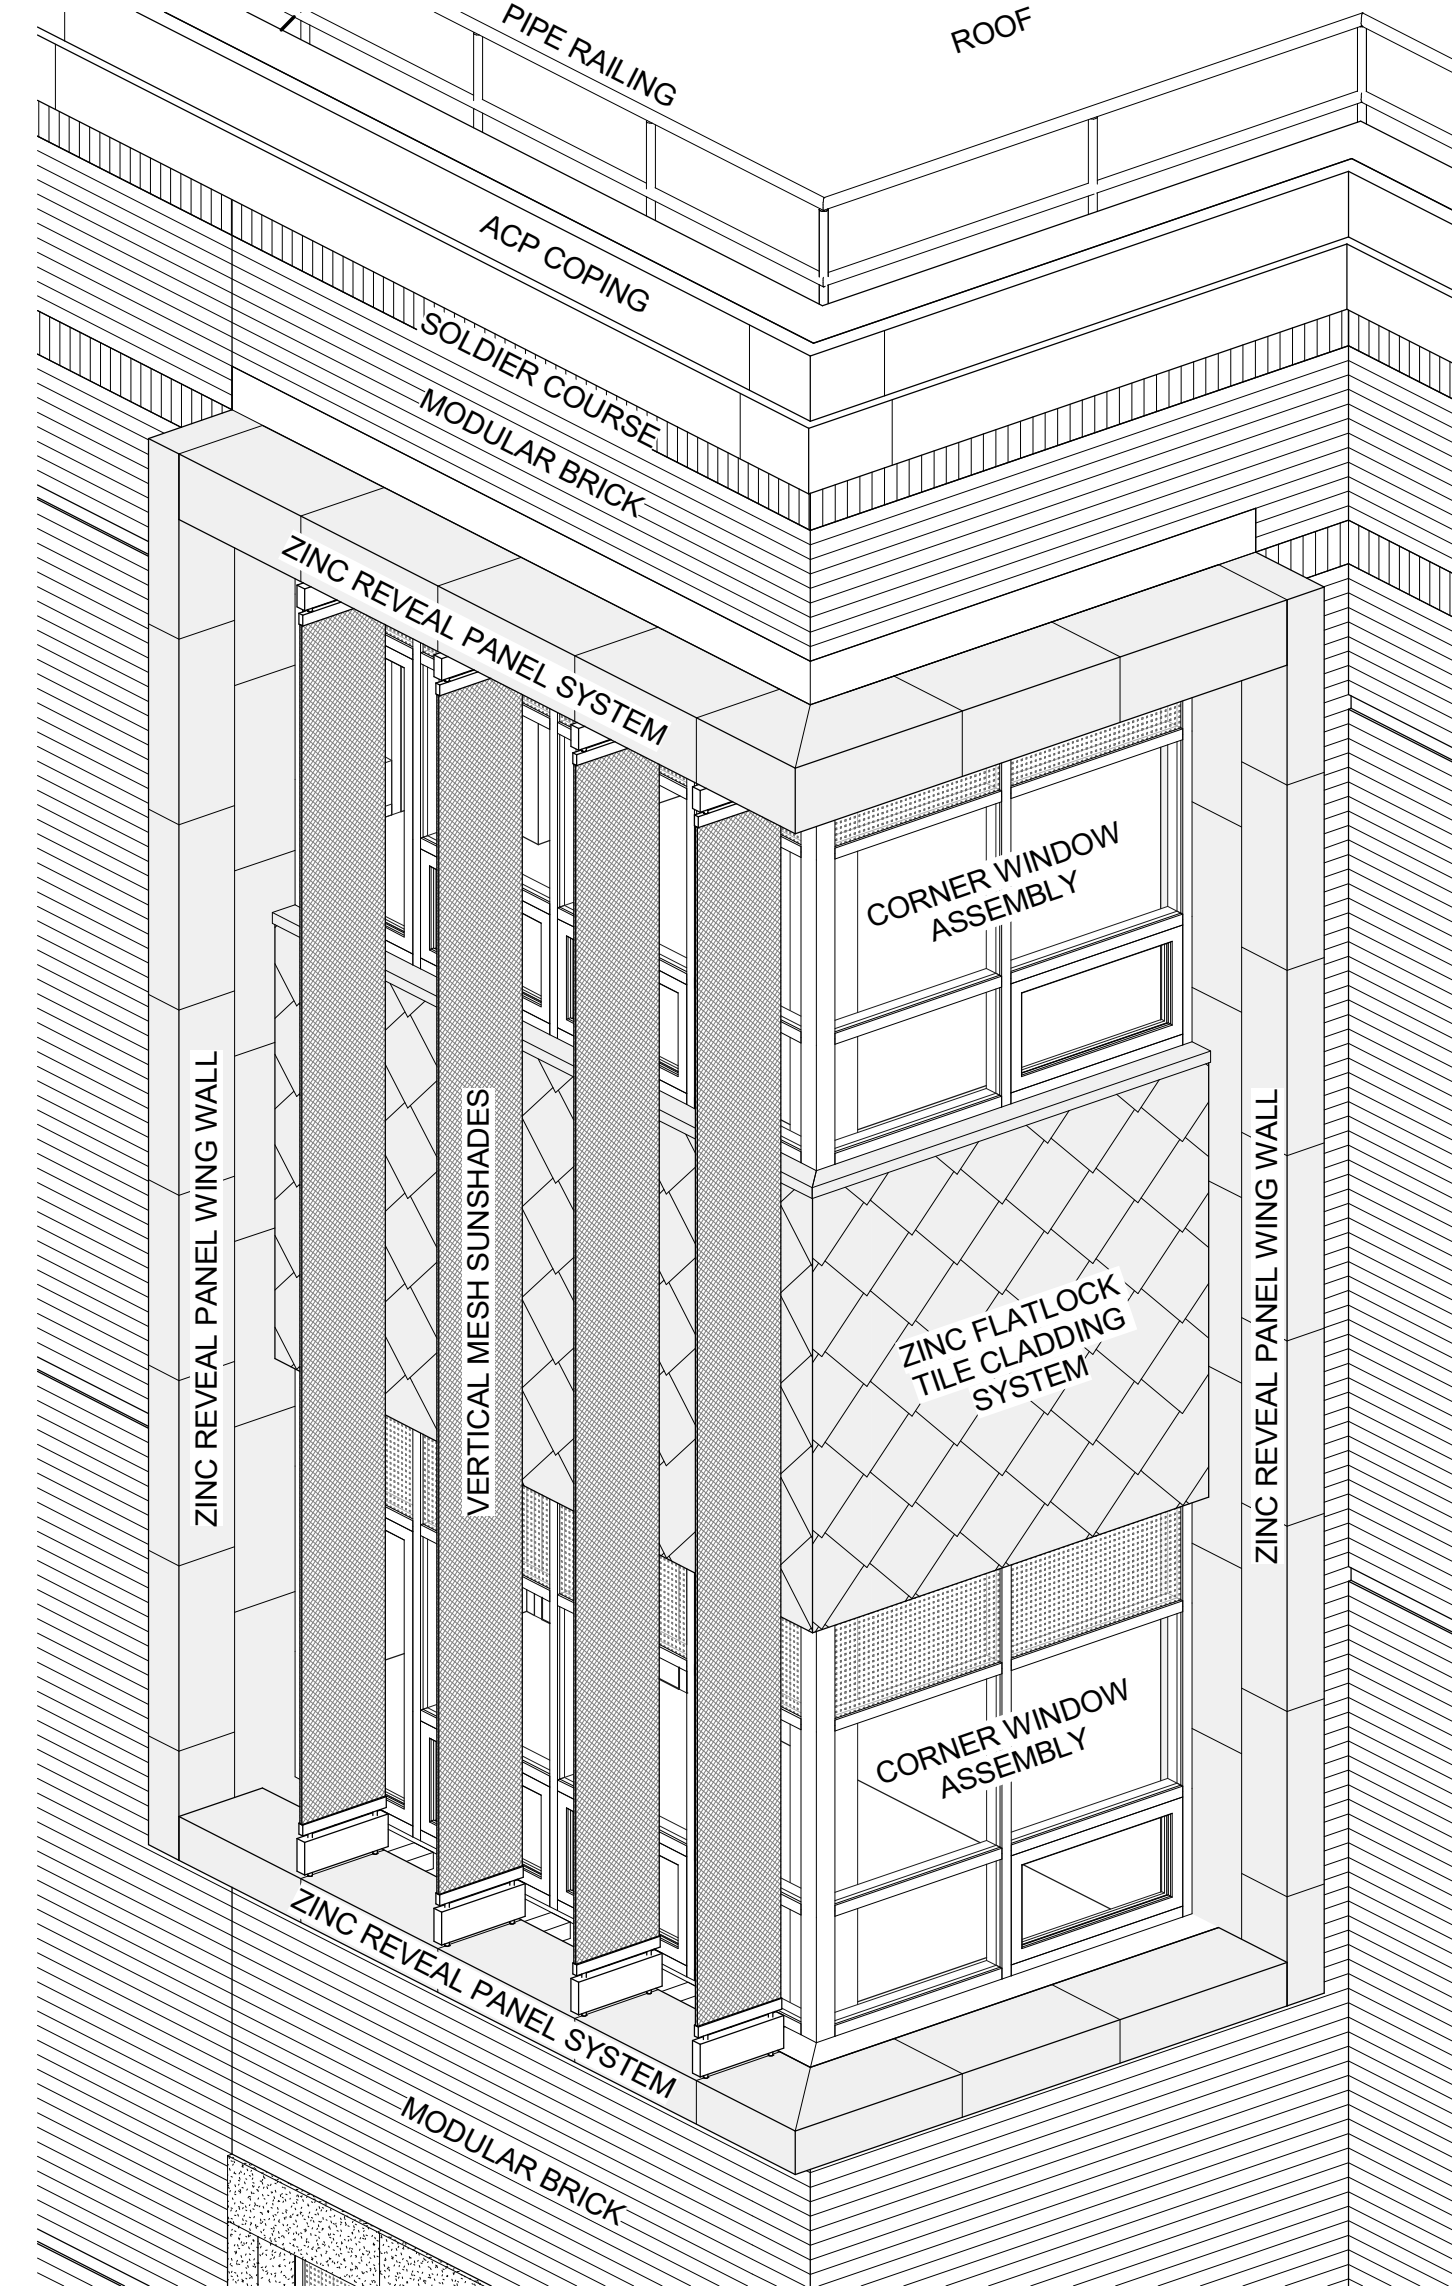 PIPE RAILING
ROOF
ACP COPING
SOLDIER COURSE
MODULAR BRICK
ZINC REVEAL PANEL SYSTEM
CORNER WINDOW
ASSEMBLY
ZINC REVEAL PANEL WING WALL
VERTICAL MESH SUNSHADES
ZINC REVEAL PANEL WING WALL
ZINC FLATLOCK
TILE CLADDING
SYSTEM
CORNER WINDOW
ASSEMBLY
ZINC REVEAL PANEL SYSTEM
MODULAR BRICK